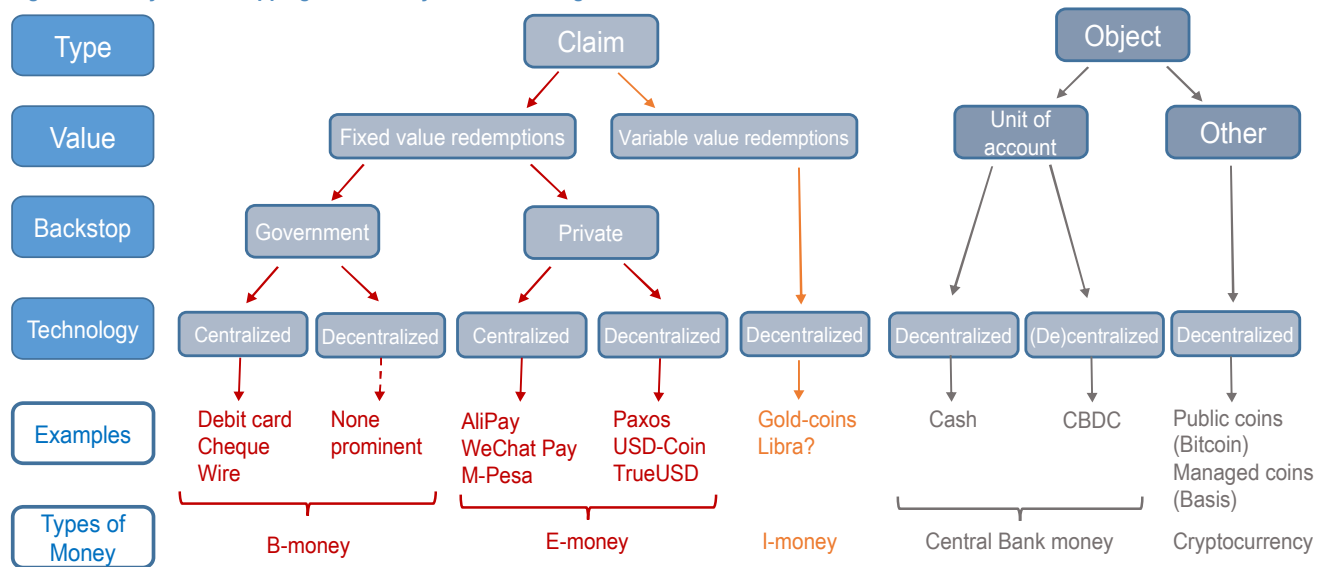 Type
Claim
Object
Value
Fixed value redemptions
Variable value redemptions
Unit of
account
Other
Backstop
Government
Private
Technology
Centralized
Decentralized
Centralized
Decentralized
Decentralized
Decentralized
(De)centralized
Decentralized
Examples
Debit card
Cheque
Wire
None
prominent
AliPay
WeChat Pay
M-Pesa
Paxos
USD-Coin
TrueUSD
Gold-coins
Libra?
Cash
CBDC
Public coins
(Bitcoin)
Managed coins
(Basis)
Types of
Money
B-money
E-money
I-money
Central Bank money
Cryptocurrency